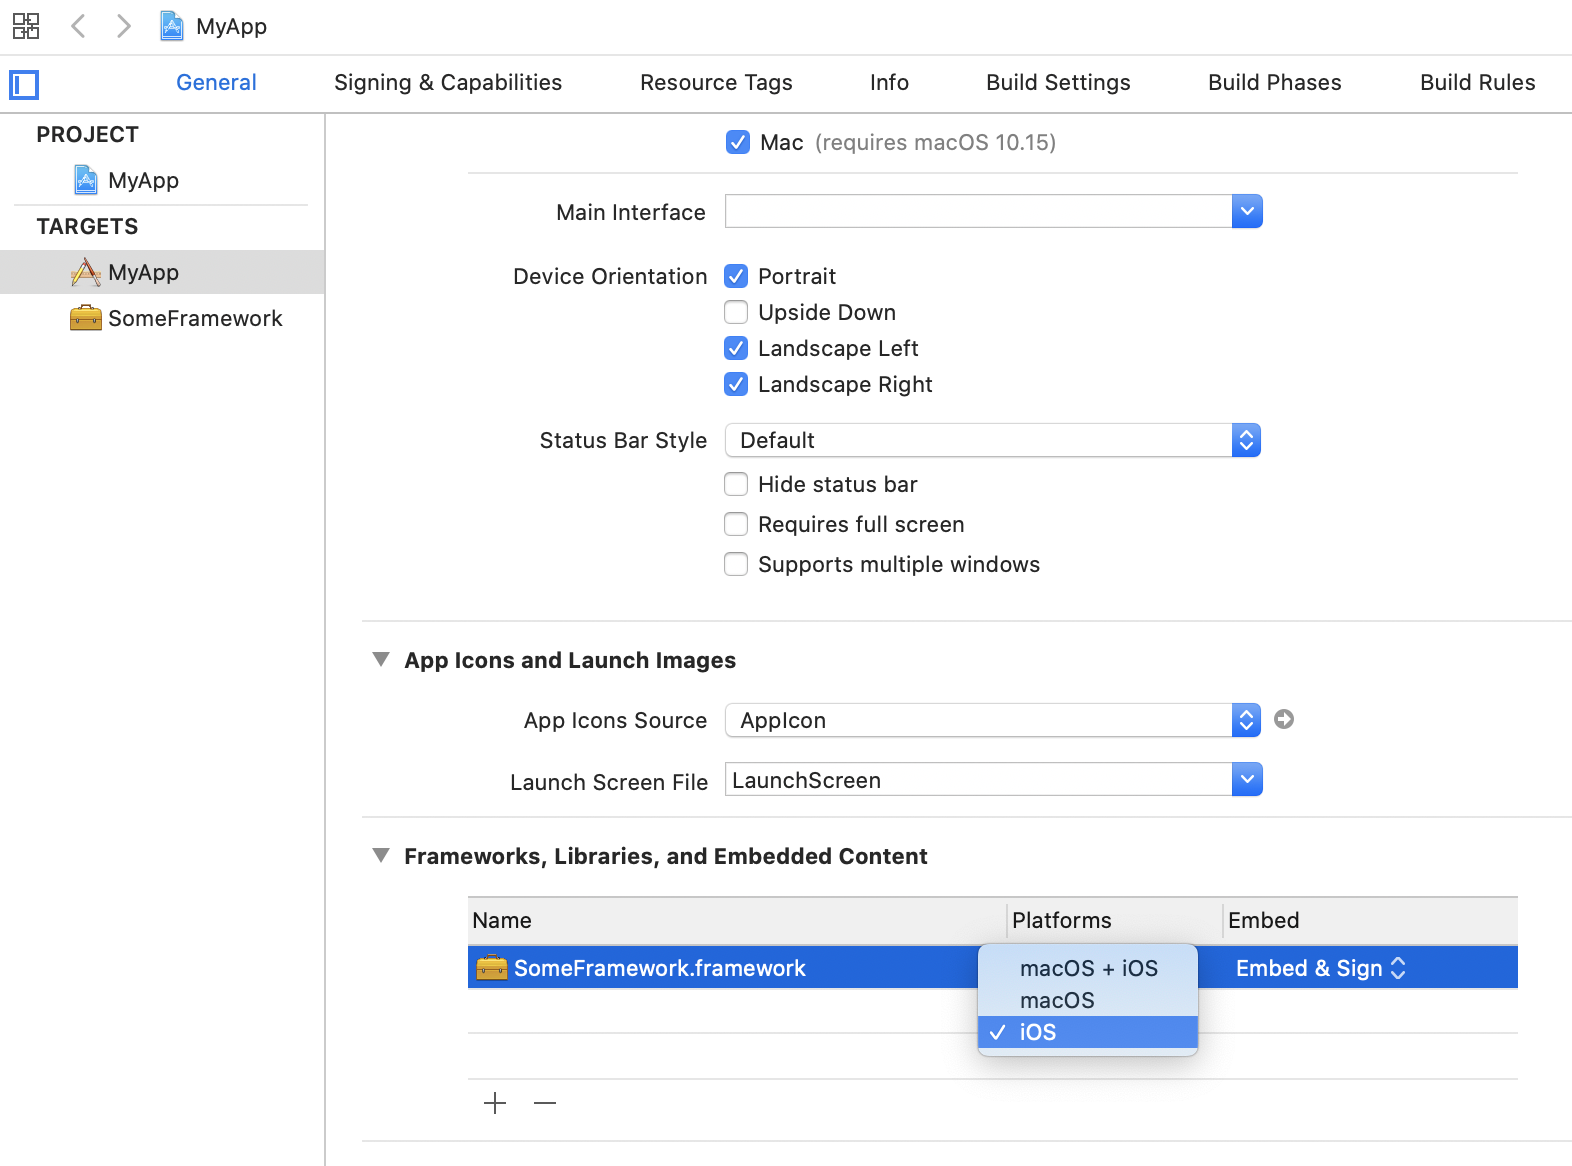 MyApp
General Signing & Capabilities Resource Tags Info Build Settings Build Phases Build Rules
PROJECT
MyApp
TARGETS
MyApp
SomeFramework
Mac (requires macOS 10.15)
Main Interface
Device Orientation Portrait
Upside Down
Landscape Left
Landscape Right
Status Bar Style Default
Hide status bar
Requires full screen
Supports multiple windows
App Icons and Launch Images
App Icons Source AppIcon
Launch Screen File LaunchScreen
Frameworks, Libraries, and Embedded Content
Name Platforms Embed
SomeFramework.framework macOS + iOS Embed & Sign
macOS
iOS